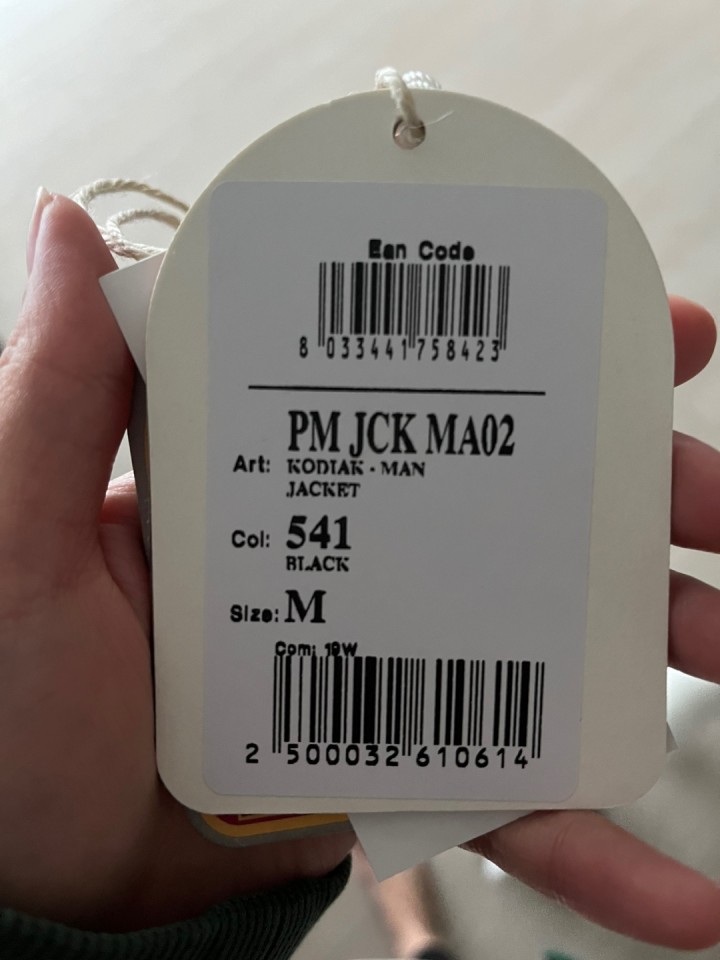 Ean Code
8 033441 758423
PM JCK MA02
Art: KODIAK - MAN
JACKET
Col: 541
BLACK
Size: M
Com: 19W
2 500032 610614